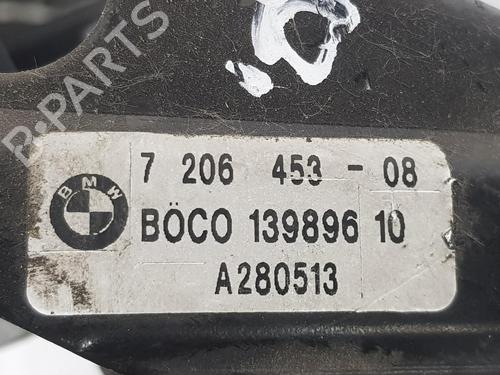 7 206 453 - 08
BMW
BÖCO 139896 10
A280513
B-PARTS